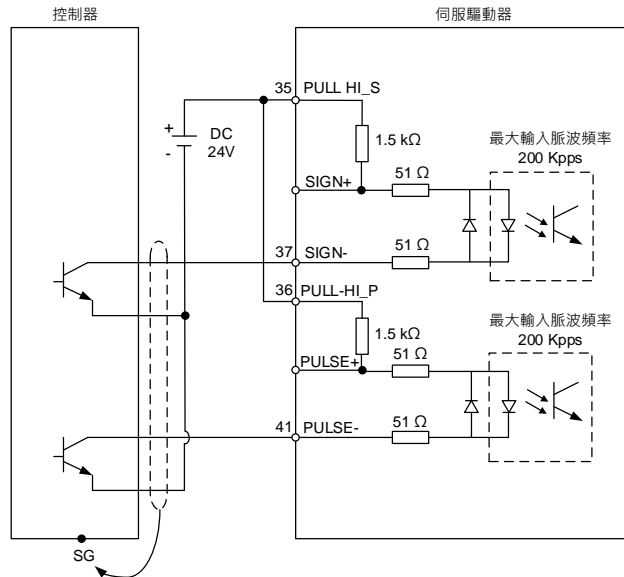 控制器
伺服驅動器
35
PULL HI_S
+
DC
24V
-
1.5 kΩ
最大輸入脈波頻率
200 Kpps
SIGN+
51 Ω
37
SIGN-
51 Ω
36
PULL-HI_P
1.5 kΩ
最大輸入脈波頻率
200 Kpps
PULSE+
51 Ω
41
PULSE-
51 Ω
SG